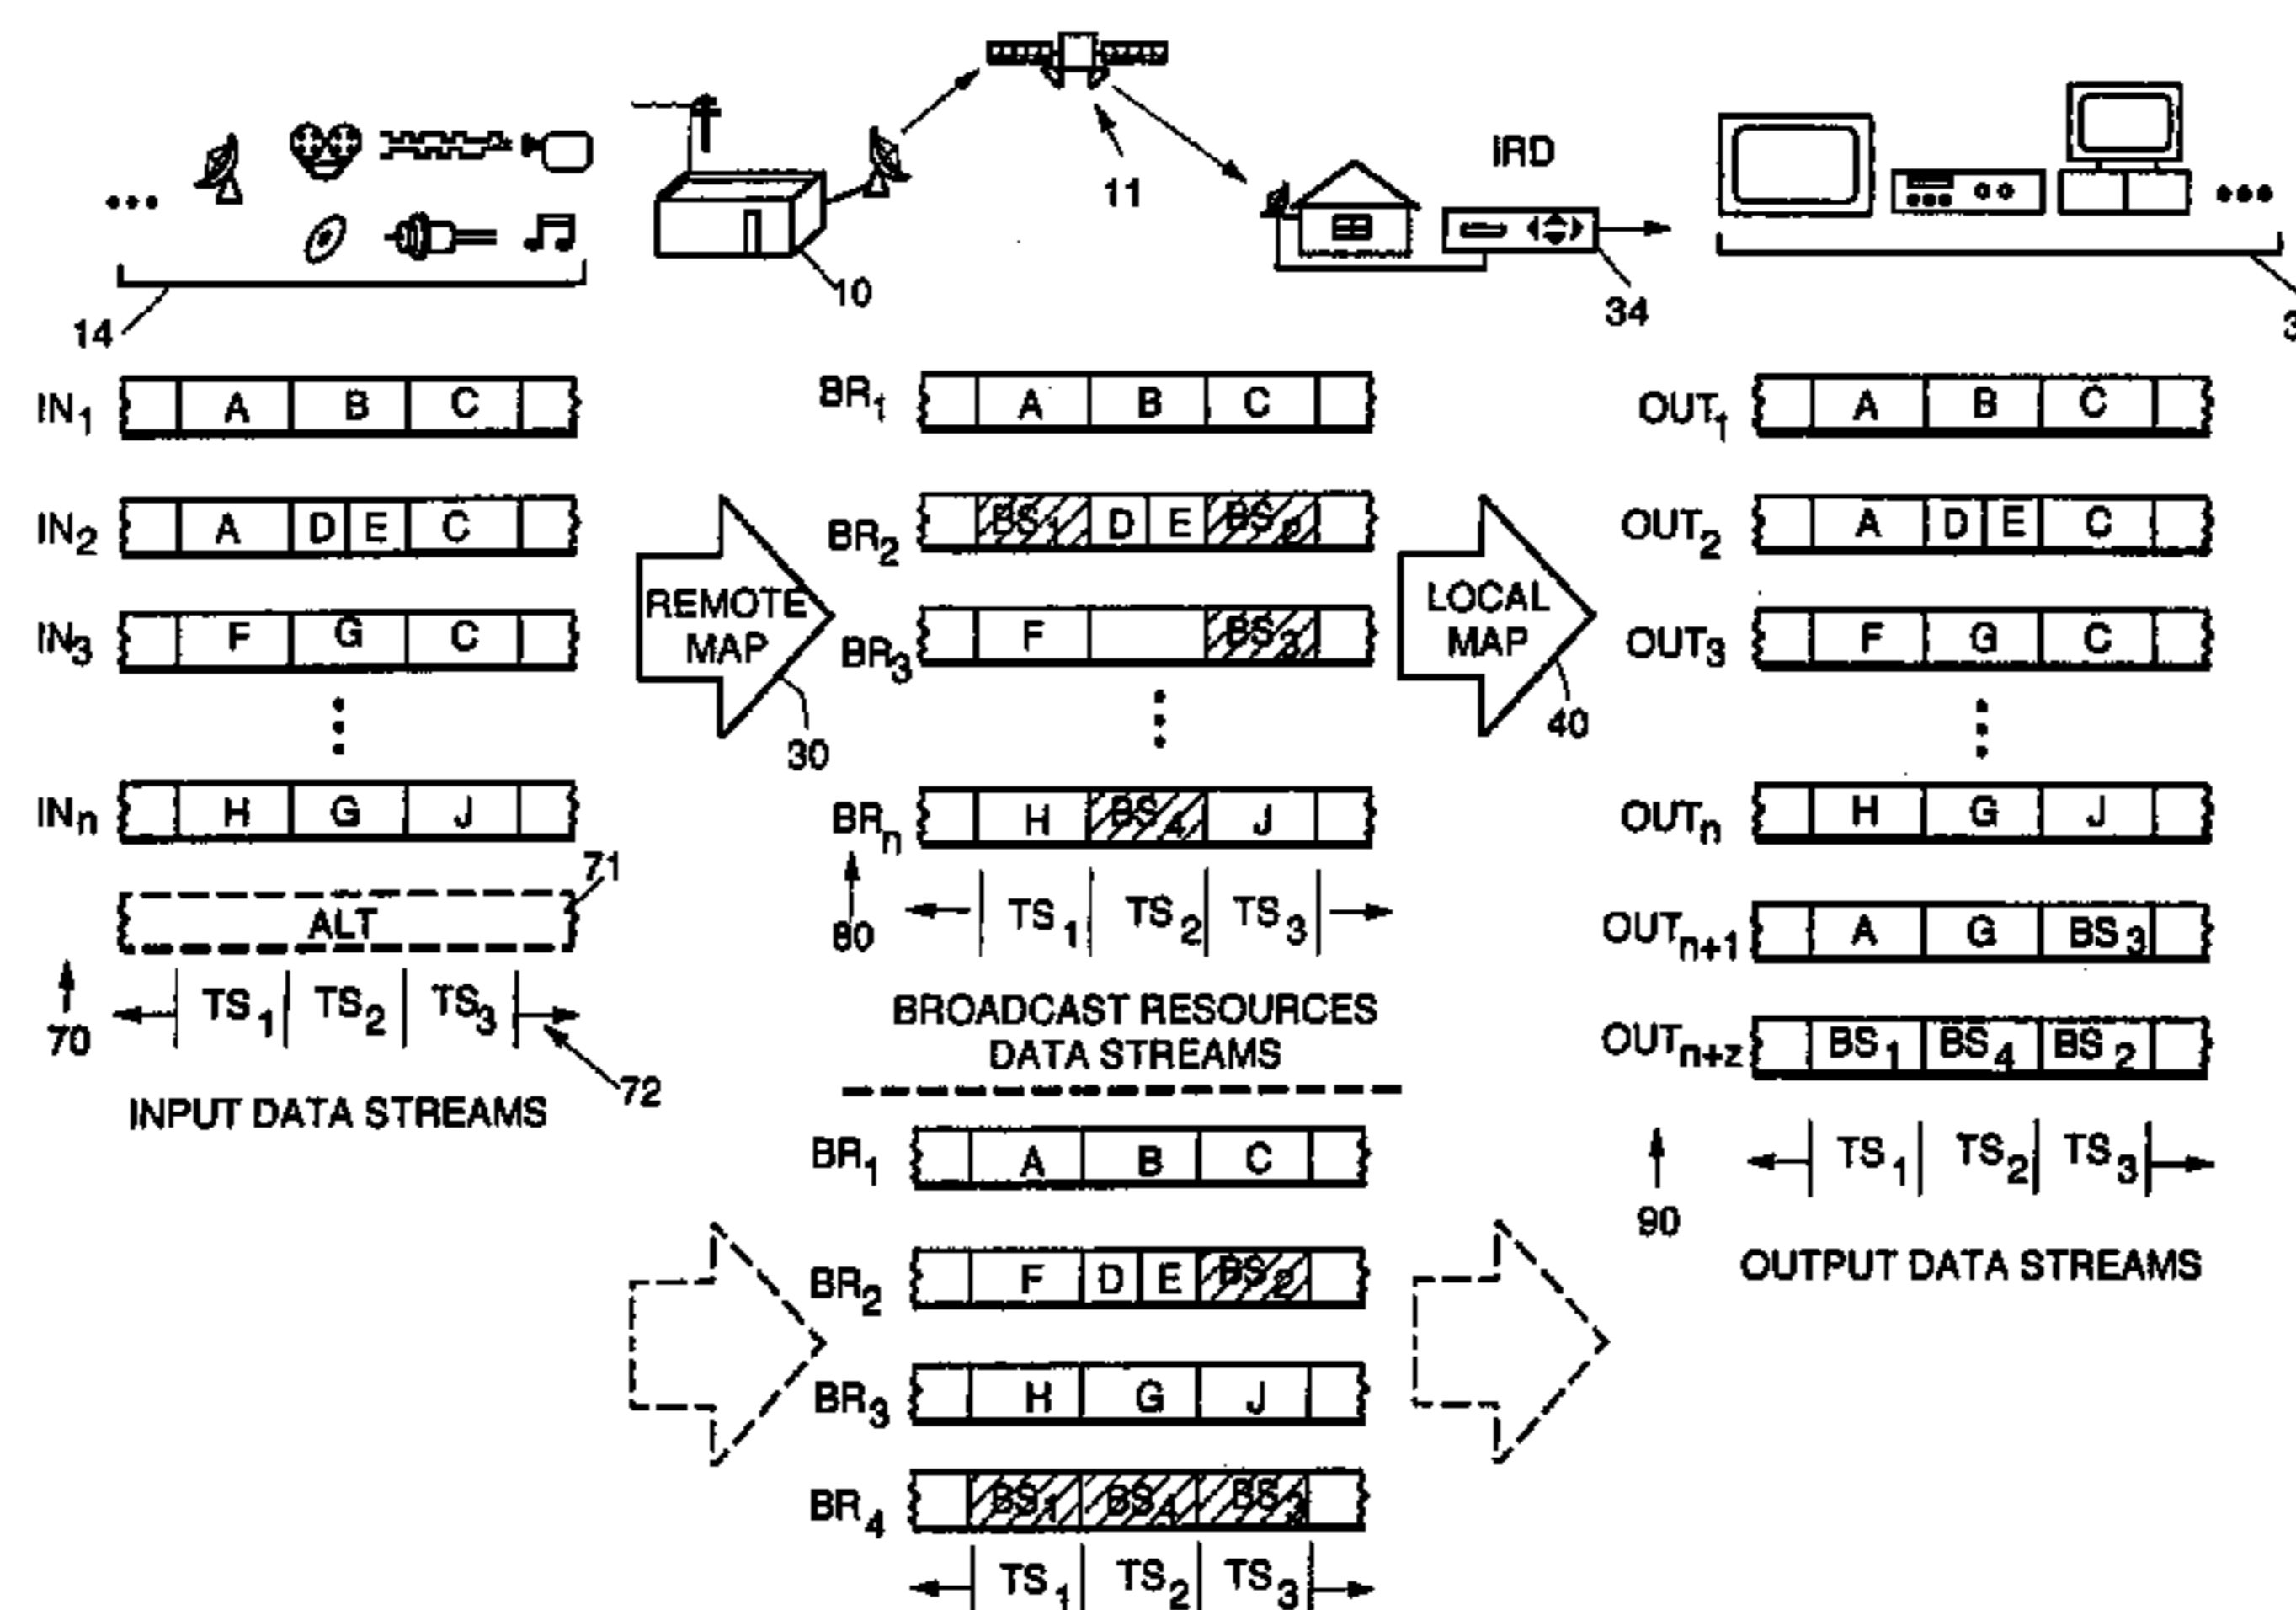 IRD
11
10
34
14
3
IN1 A B C
BR1 A B C
OUT1 A B C
IN2 A D E C
BR2 BS1 D E BS2
OUT2 A D E C
REMOTE MAP
LOCAL MAP
IN3 F G C
BR3 F BS3
OUT3 F G C
30
40
INn H G J
BRn H BS4 J
OUTn H G J
71
ALT
80
TS1 TS2 TS3
OUTn+1 A G BS3
70
TS1 TS2 TS3
72
BROADCAST RESOURCES
DATA STREAMS
OUTn+z BS1 BS4 BS2
INPUT DATA STREAMS
BR1 A B C
TS1 TS2 TS3
90
OUTPUT DATA STREAMS
BR2 F D E BS2
BR3 H G J
BR4 BS1 BS4 BS3
TS1 TS2 TS3